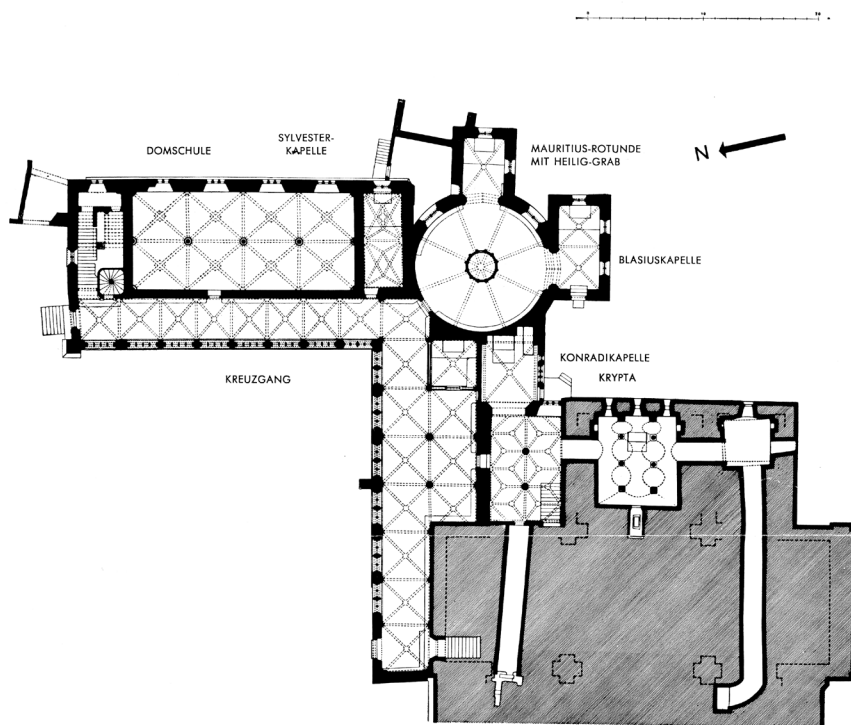 DOMSCHULE
SYLVESTER-
KAPELLE
MAURITIUS-ROTUNDE
MIT HEILIG-GRAB
N
BLASIUSKAPELLE
KONRADIKAPELLE
KRYPTA
KREUZGANG